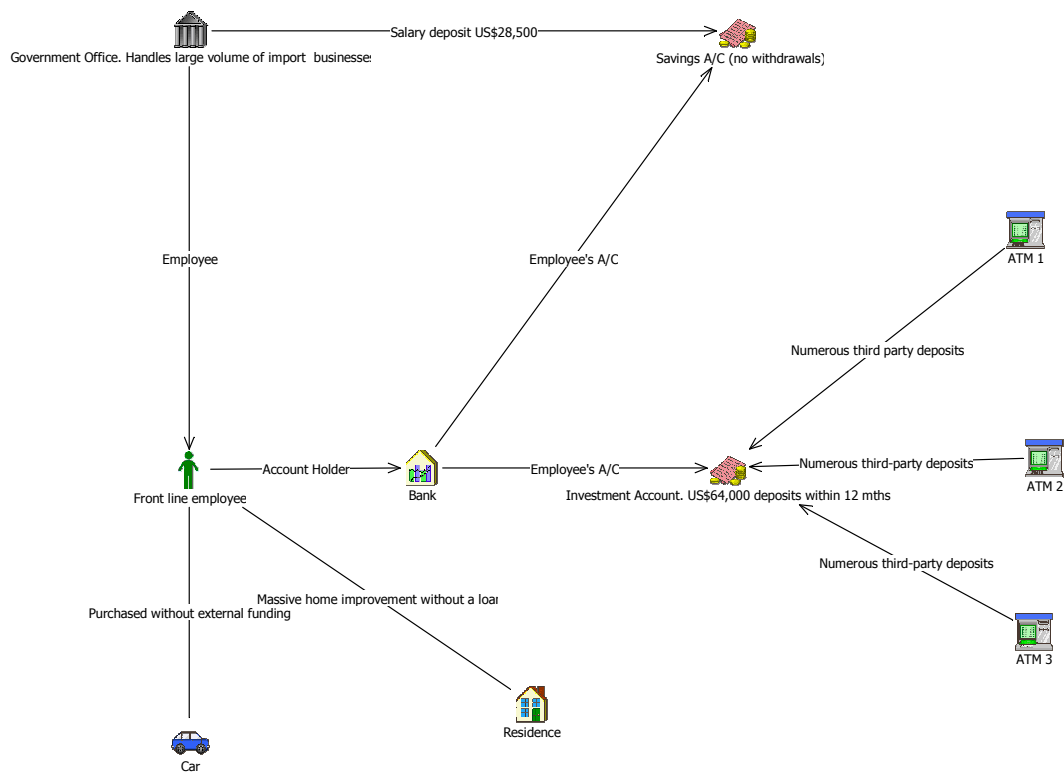 Salary deposit US$28,500
Government Office. Handles large volume of import  businesses
Savings A/C (no withdrawals)
Employee
Employee's A/C
ATM 1
Numerous third party deposits
Account Holder
Employee's A/C
Numerous third-party deposits
ATM 2
Front line employee
Bank
Investment Account. US$64,000 deposits within 12 mths
Numerous third-party deposits
Massive home improvement without a loan
Purchased without external funding
ATM 3
Residence
Car